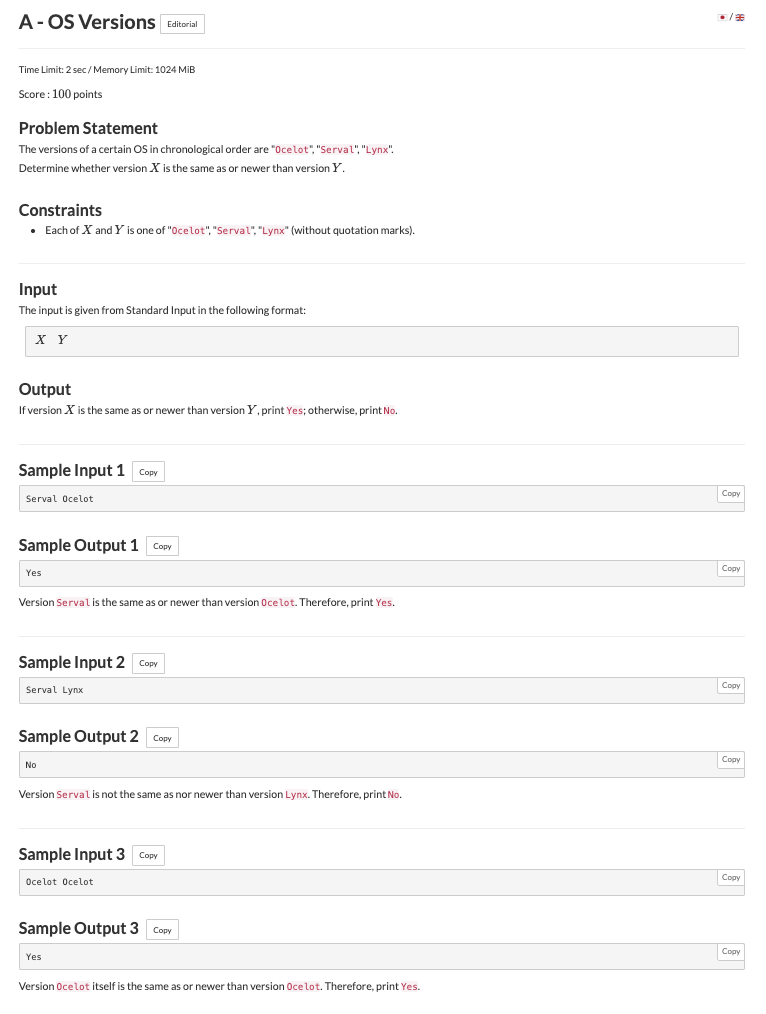 A - OS Versions Editorial
/
Time Limit: 2 sec / Memory Limit: 1024 MiB
Score : 100 points
Problem Statement
The versions of a certain OS in chronological order are "Ocelot", "Serval", "Lynx".
Determine whether version X is the same as or newer than version Y.
Constraints
• Each of X and Y is one of "Ocelot", "Serval", "Lynx" (without quotation marks).
Input
The input is given from Standard Input in the following format:
X Y
Output
If version X is the same as or newer than version Y, print Yes; otherwise, print No.
Sample Input 1 Copy
Copy
Serval Ocelot
Sample Output 1 Copy
Copy
Yes
Version Serval is the same as or newer than version Ocelot. Therefore, print Yes.
Sample Input 2 Copy
Copy
Serval Lynx
Sample Output 2 Copy
Copy
No
Version Serval is not the same as nor newer than version Lynx. Therefore, print No.
Sample Input 3 Copy
Copy
Ocelot Ocelot
Sample Output 3 Copy
Copy
Yes
Version Ocelot itself is the same as or newer than version Ocelot. Therefore, print Yes.